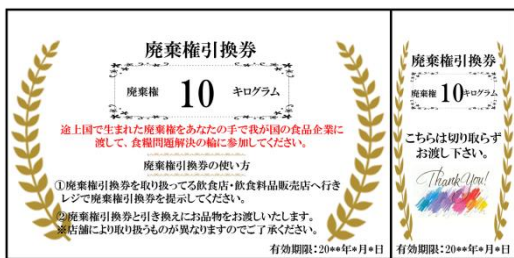 廃棄権引換券
廃棄権 10 キログラム
途上国で生まれた廃棄権をあなたの手で我が国の食品企業に
渡して、食糧問題解決の輪に参加してください。
廃棄権引換券の使い方
①廃棄権引換券を取り扱ってる飲食店・飲食料品販売店へ行き
レジで廃棄権引換券を提示してください。
②廃棄権引換券と引き換えにお品物をお渡しいたします。
※店舗により取り扱うものが異なりますのでご了承ください。
有効期限：20**年*月*日
廃棄権引換券
廃棄権 10 キログラム
こちらは切り取らず
お渡し下さい。
Thank You!
有効期限：20**年*月*日